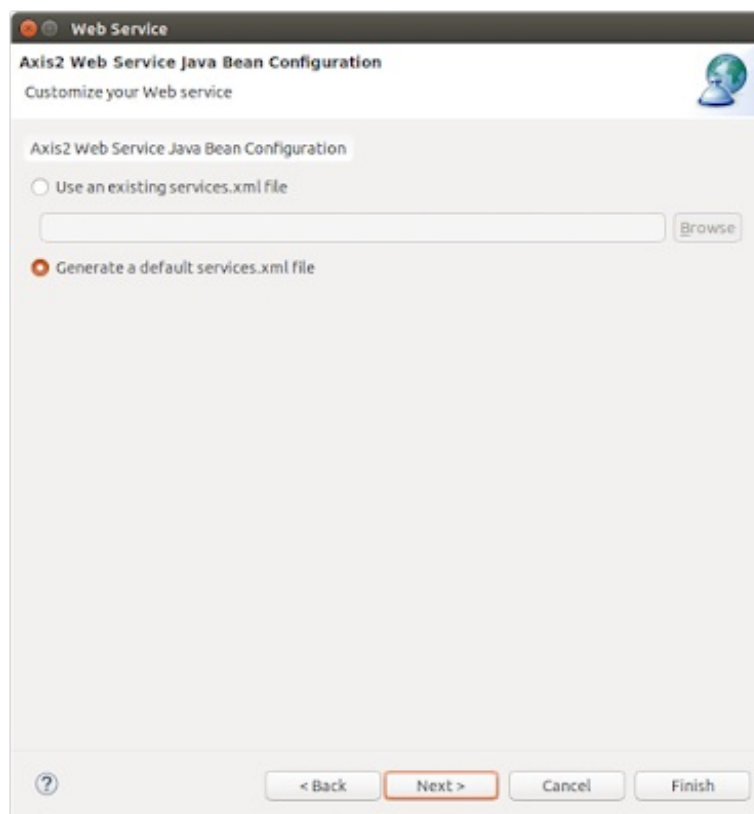 Web Service
Axis2 Web Service Java Bean Configuration
Customize your Web service
Axis2 Web Service Java Bean Configuration
Use an existing services.xml file
Browse
Generate a default services.xml file
?
< Back Next > Cancel Finish